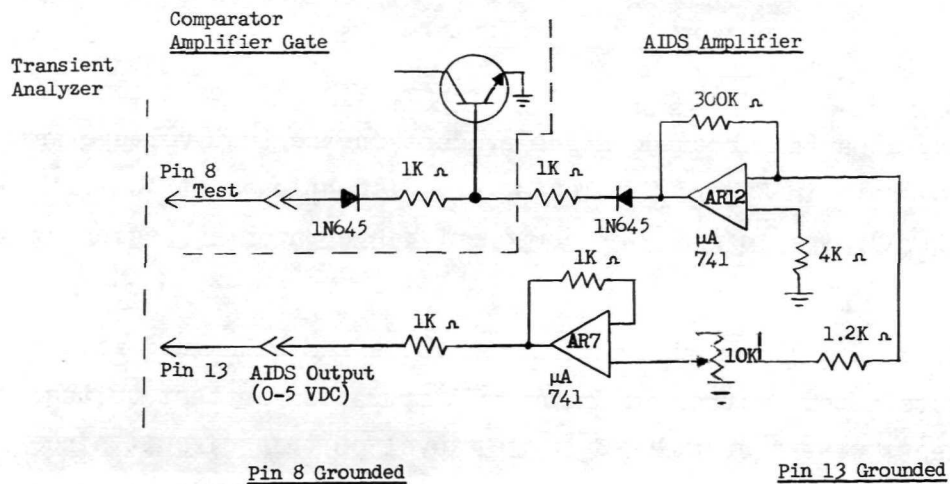 Comparator
Amplifier Gate
AIDS Amplifier
Transient
Analyzer
300K Ω
Pin 8
Test
1K Ω
1K Ω
1N645
1N645
AR12
μA
741
4K Ω
1K Ω
1K Ω
AR7
μA
741
10K
1.2K Ω
Pin 13
AIDS Output
(0-5 VDC)
Pin 8 Grounded
Pin 13 Grounded